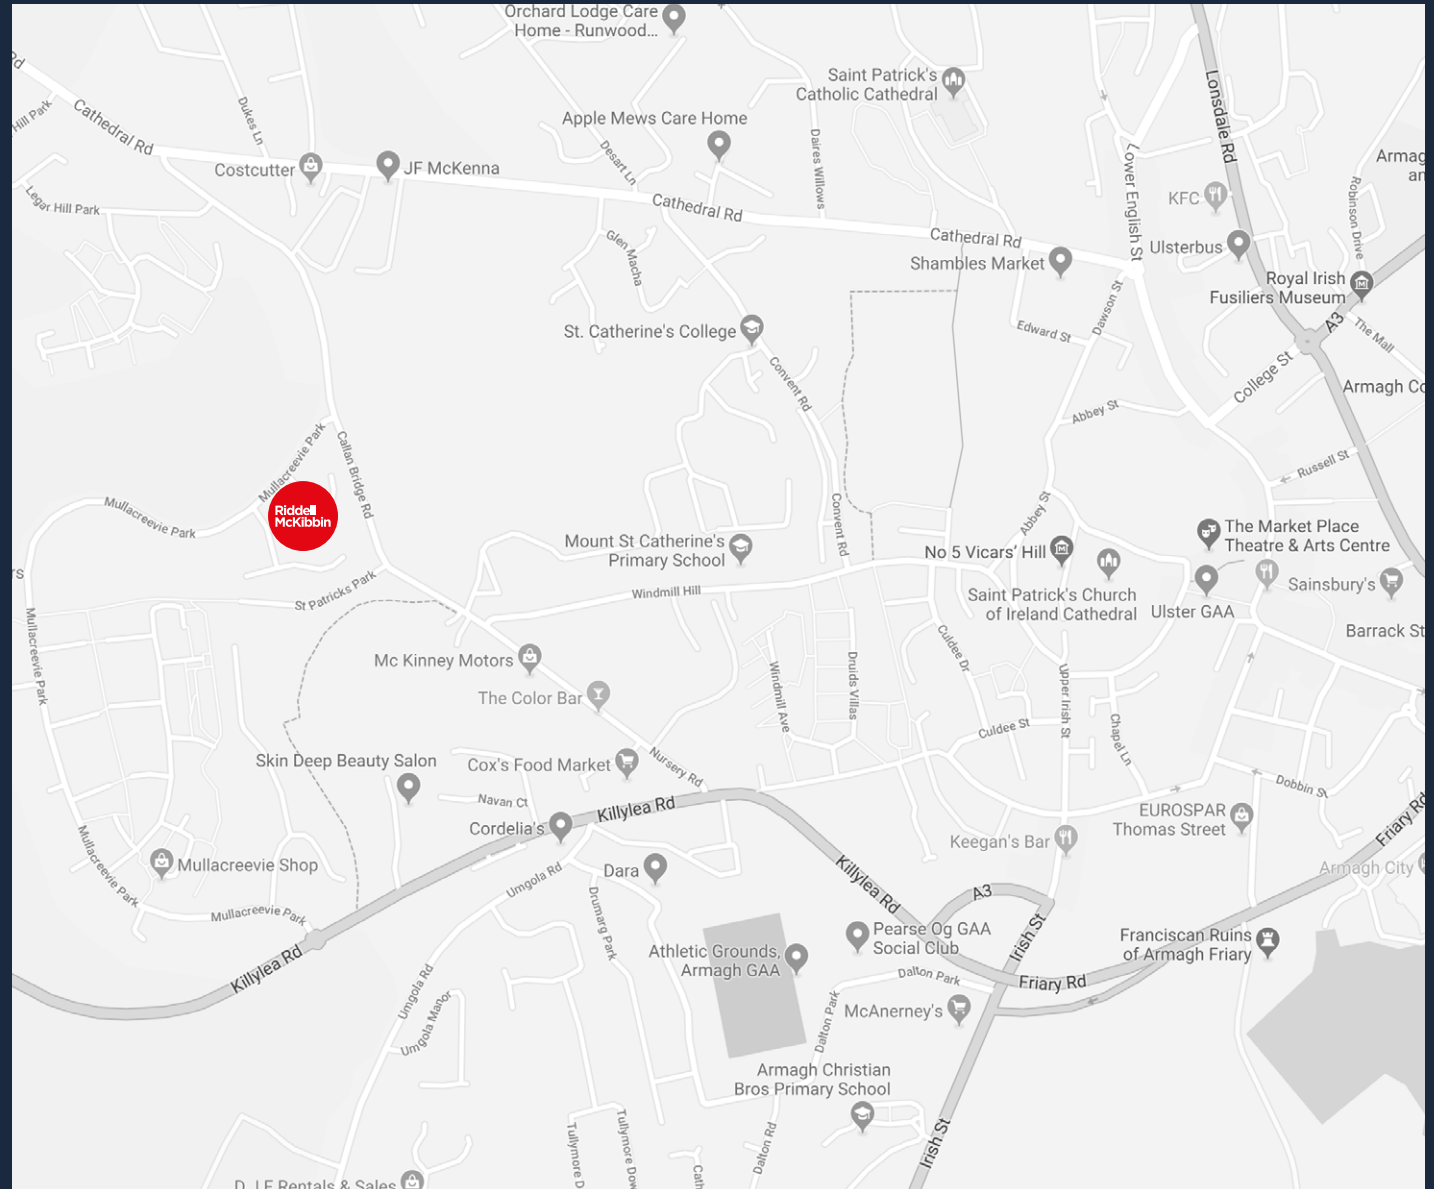 Orchard Lodge Care
Home - Runwood...
Rd
Hill Park
Cathedral Rd
Dukes Ln
Costcutter
JF McKenna
Legar Hill Park
Apple Mews Care Home
Desart Ln
Daires Willows
Saint Patrick's
Catholic Cathedral
Lonsdale Rd
Lower English St
KFC
Robinson Drive
Cathedral Rd
Cathedral Rd
Shambles Market
Ulsterbus
Royal Irish
Fusiliers Museum
A3
The Mall
Glen Macha
St. Catherine's College
Convent Rd
Edward St
Dawson St
College St
Abbey St
Russell St
Mullacreevie Park
Callan Bridge Rd
Riddell
McKibbin
Mullacreevie Park
St Patricks Park
Mullacreevie Park
Mount St Catherine's
Primary School
Convent Rd
Windmill Hill
Abbey St
No 5 Vicars' Hill
Saint Patrick's Church
of Ireland Cathedral
The Market Place
Theatre & Arts Centre
Ulster GAA
Sainsbury's
Barrack St
Mc Kinney Motors
The Color Bar
Windmill Ave
Druids Villas
Culdee Dr
Culdee St
Upper Irish St
Chapel Ln
Dobbin St
Skin Deep Beauty Salon
Cox's Food Market
Nursery Rd
Navan Ct
Cordelia's
Killylea Rd
EUROSPAR
Thomas Street
Keegan's Bar
Friary Rd
Armagh City
Mullacreevie Shop
Mullacreevie Park
Mullacreevie Park
Killylea Rd
Umgola Rd
Dara
Drumarg Park
Killylea Rd
A3
Irish St
Pearse Og GAA
Social Club
Athletic Grounds,
Armagh GAA
Dalton Park
Friary Rd
Franciscan Ruins
of Armagh Friary
Umgola Rd
Umgola Manor
Dalton Park
McAnerney's
Armagh Christian
Bros Primary School
Dalton Rd
Irish St
Tullymore D
Tullymore Dow
Cath